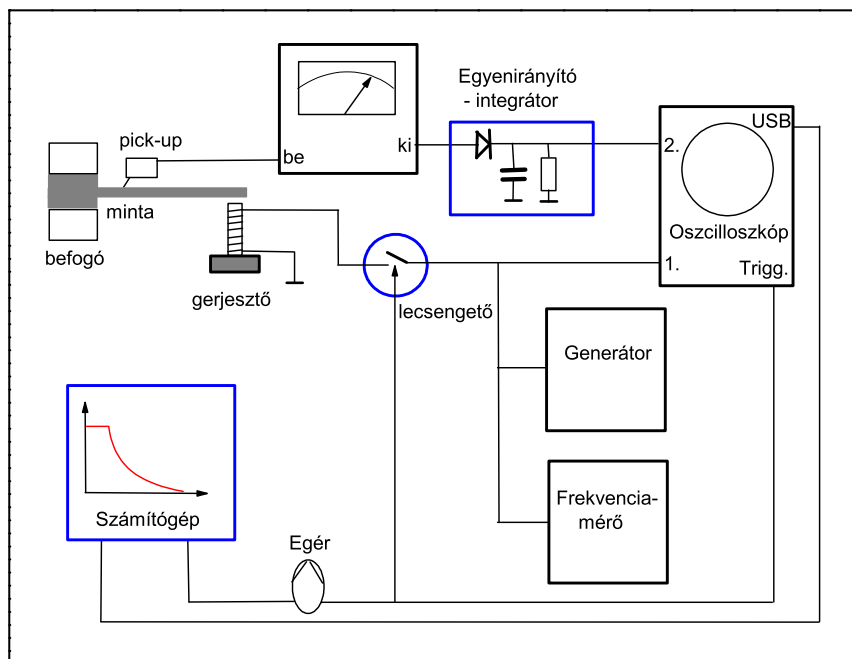 Egyenirányító
- integrátor
USB
pick-up
be
ki
2.
minta
Oszcilloszkóp
befogó
1.
Trigg.
gerjesztő
lecsengető
Generátor
Frekvencia-
mérő
Számítógép
Egér